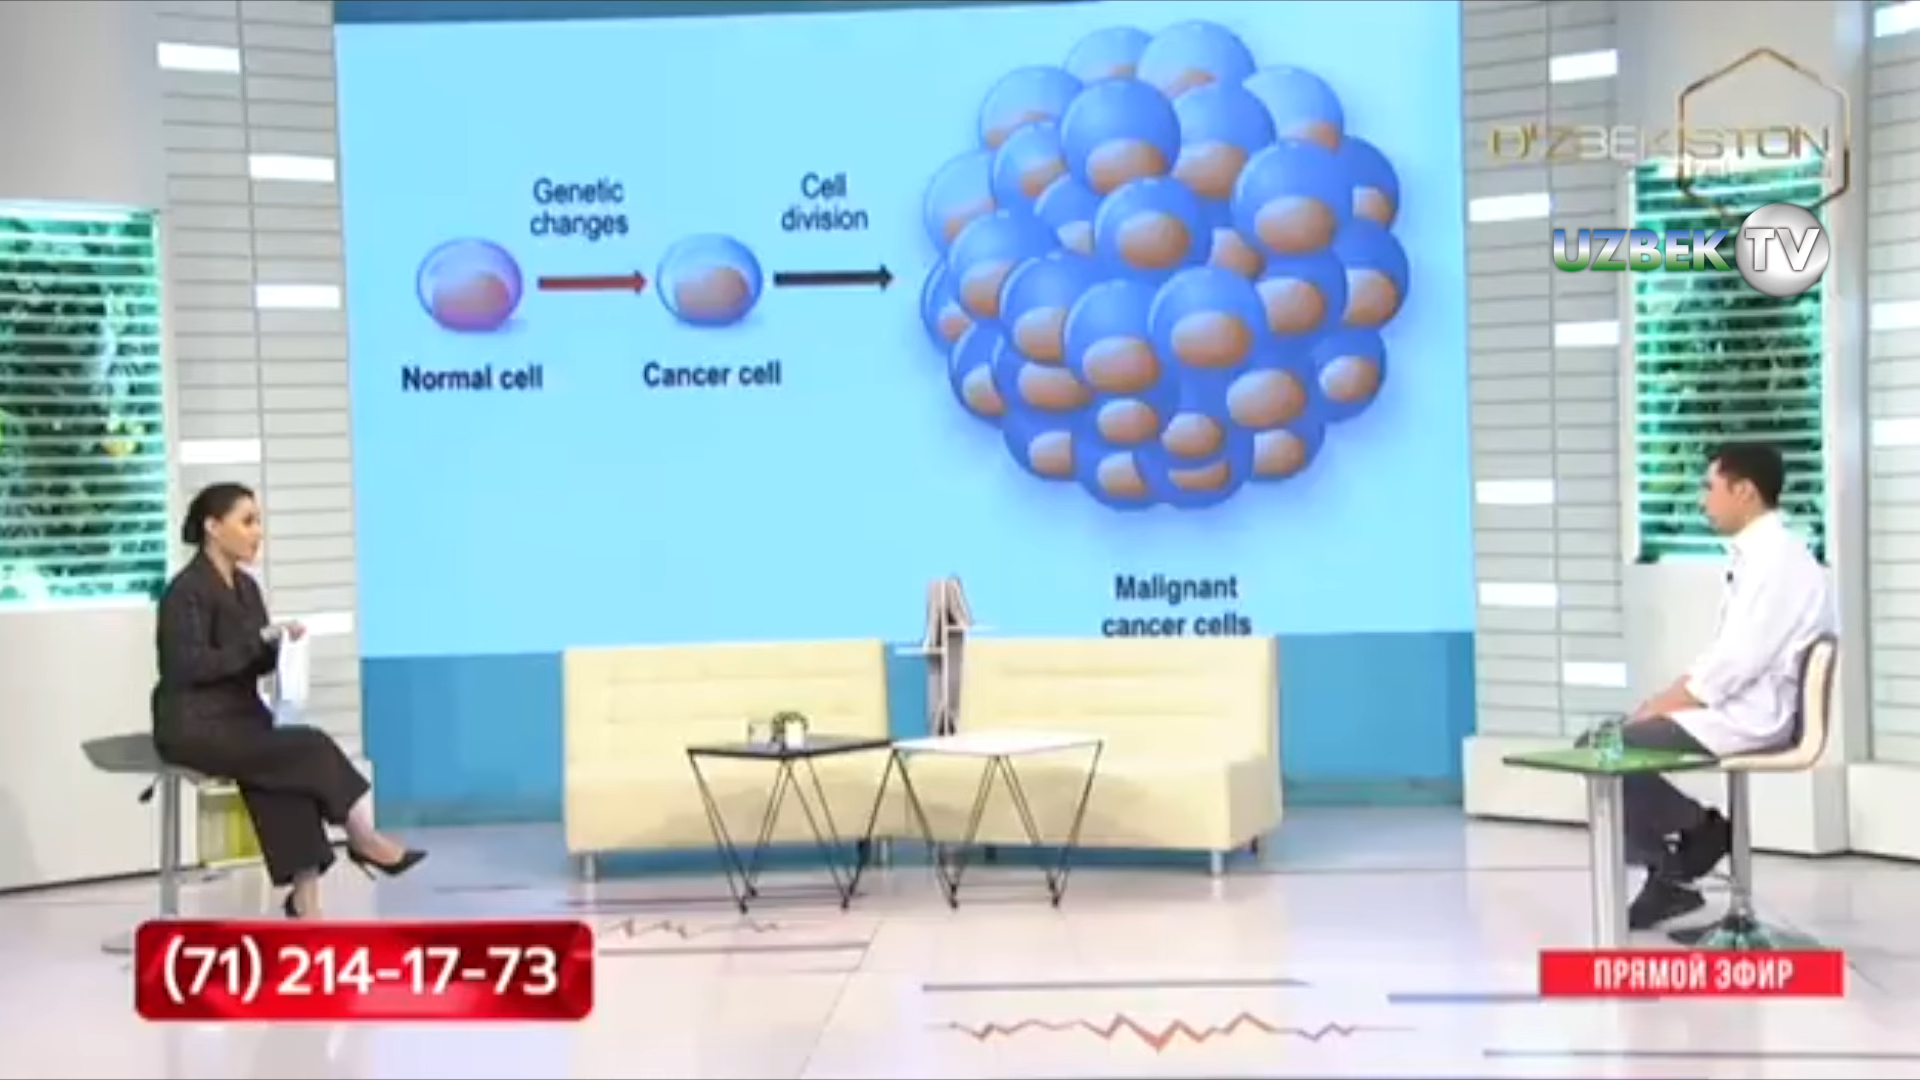 O'ZBEKISTON
UZBEK TV
Genetic
changes
Cell
division
Normal cell
Cancer cell
Malignant
cancer cells
(71) 214-17-73
ПРЯМОЙ ЭФИР